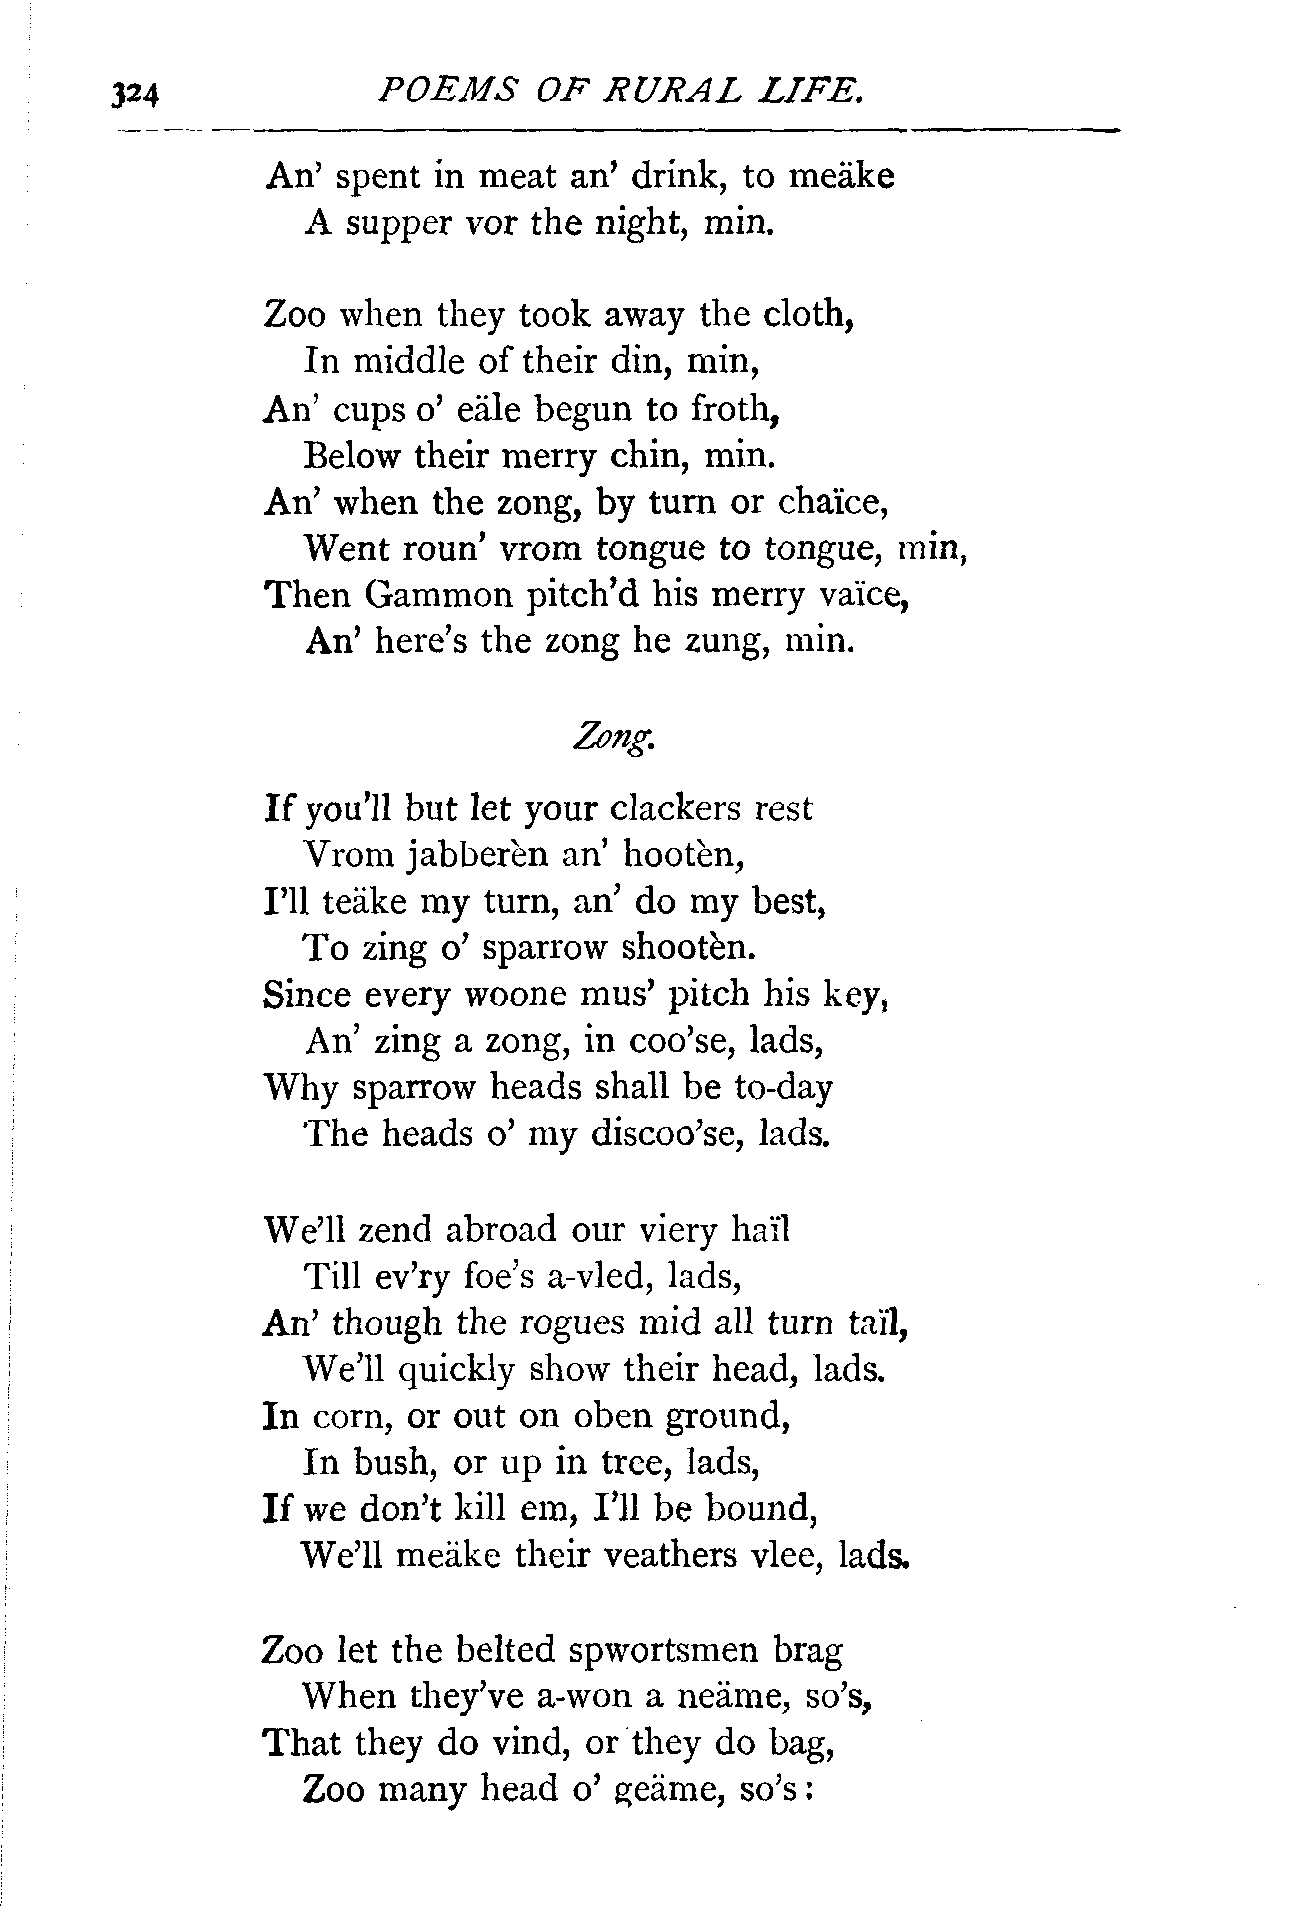 324 POEMS OF RURAL LIFE.
An' spent in meat an' drink, to meäke
A supper vor the night, min.
Zoo when they took away the cloth,
In middle of their din, min,
An' cups o' eäle begun to froth,
Below their merry chin, min.
An' when the zong, by turn or chaïce,
Went roun' vrom tongue to tongue, min,
Then Gammon pitch'd his merry vaïce,
An' here's the zong he zung, min.
Zong.
If you'll but let your clackers rest
Vrom jabberèn an' hootèn,
I'll teäke my turn, an' do my best,
To zing o' sparrow shootèn.
Since every woone mus' pitch his key,
An' zing a zong, in coo'se, lads,
Why sparrow heads shall be to-day
The heads o' my discoo'se, lads.
We'll zend abroad our viery haïl
Till ev'ry foe's a-vled, lads,
An' though the rogues mid all turn taïl,
We'll quickly show their head, lads.
In corn, or out on oben ground,
In bush, or up in tree, lads,
If we don't kill em, I'll be bound,
We'll meäke their veathers vlee, lads.
Zoo let the belted spwortsmen brag
When they've a-won a neäme, so's,
That they do vind, or they do bag,
Zoo many head o' geäme, so's: